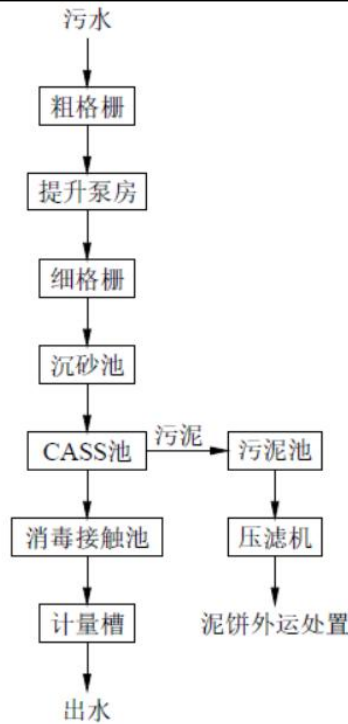 污水
粗格栅
提升泵房
细格栅
沉砂池
CASS池
污泥
污泥池
消毒接触池
压滤机
计量槽
泥饼外运处置
出水